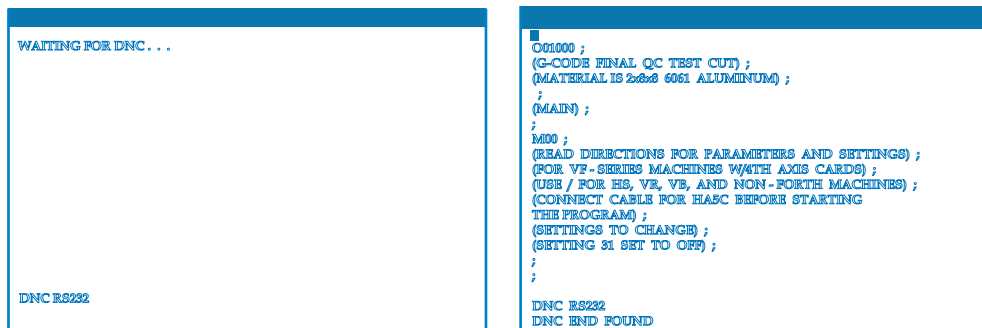 WAITING FOR DNC . . .
DNC RS232
O01000 ;
(G-CODE FINAL QC TEST CUT) ;
(MATERIAL IS 2x8x8 6061 ALUMINUM) ;
;
(MAIN) ;
;
M00 ;
(READ DIRECTIONS FOR PARAMETERS AND SETTINGS) ;
(FOR VF - SERIES MACHINES W/4TH AXIS CARDS) ;
(USE / FOR HS, VR, VB, AND NON - FORTH MACHINES) ;
(CONNECT CABLE FOR HA5C BEFORE STARTING
THE PROGRAM) ;
(SETTINGS TO CHANGE) ;
(SETTING 31 SET TO OFF) ;
;
;
DNC RS232
DNC END FOUND